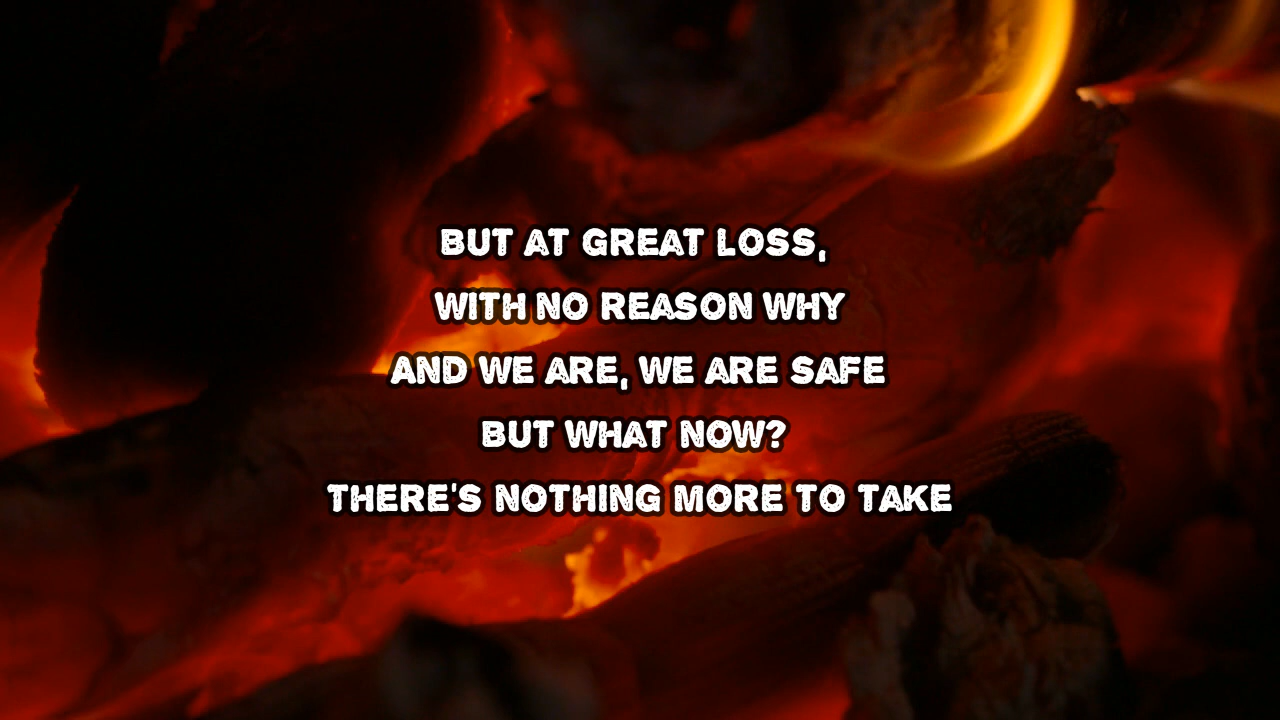 BUT AT GREAT LOSS,
WITH NO REASON WHY
AND WE ARE, WE ARE SAFE
BUT WHAT NOW?
THERE'S NOTHING MORE TO TAKE